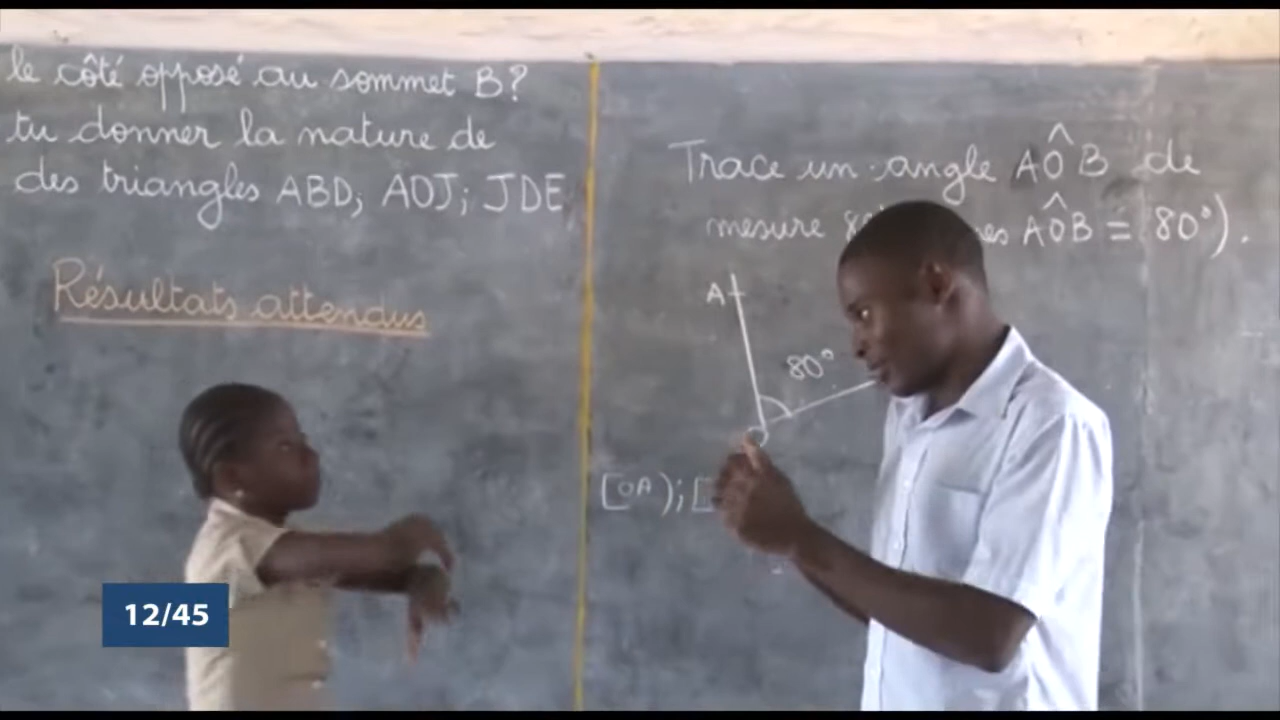 le côté opposé au sommet B?
tu donner la nature de
des triangles ABD; AOJ; JDE
Résultats attendus
Trace un angle AÔB de
mesure AÔB = 80°).
A
80°
[OA); [
12/45